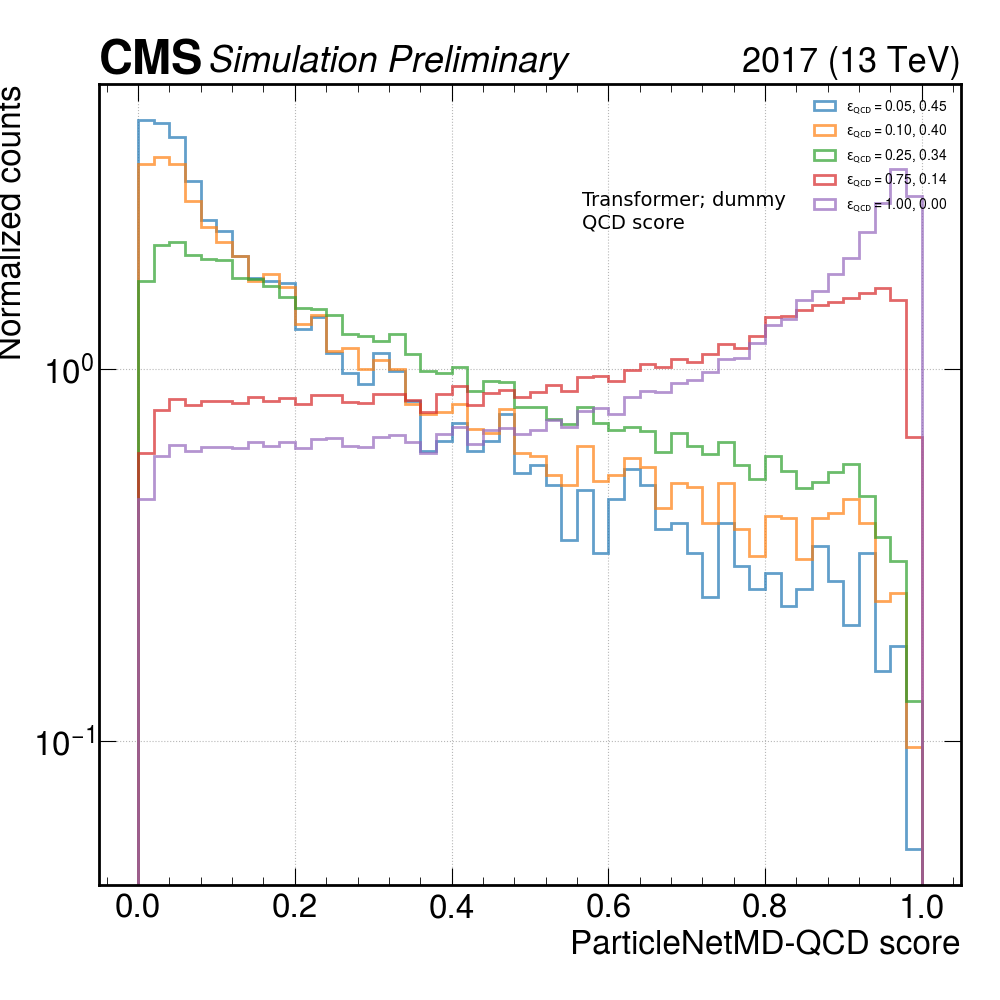 CMS Simulation Preliminary 2017 (13 TeV)
Normalized counts
ε_QCD = 0.05, 0.45
ε_QCD = 0.10, 0.40
ε_QCD = 0.25, 0.34
ε_QCD = 0.75, 0.14
ε_QCD = 1.00, 0.00
Transformer; dummy
QCD score
10⁰
10⁻¹
0.0 0.2 0.4 0.6 0.8 1.0
ParticleNetMD-QCD score